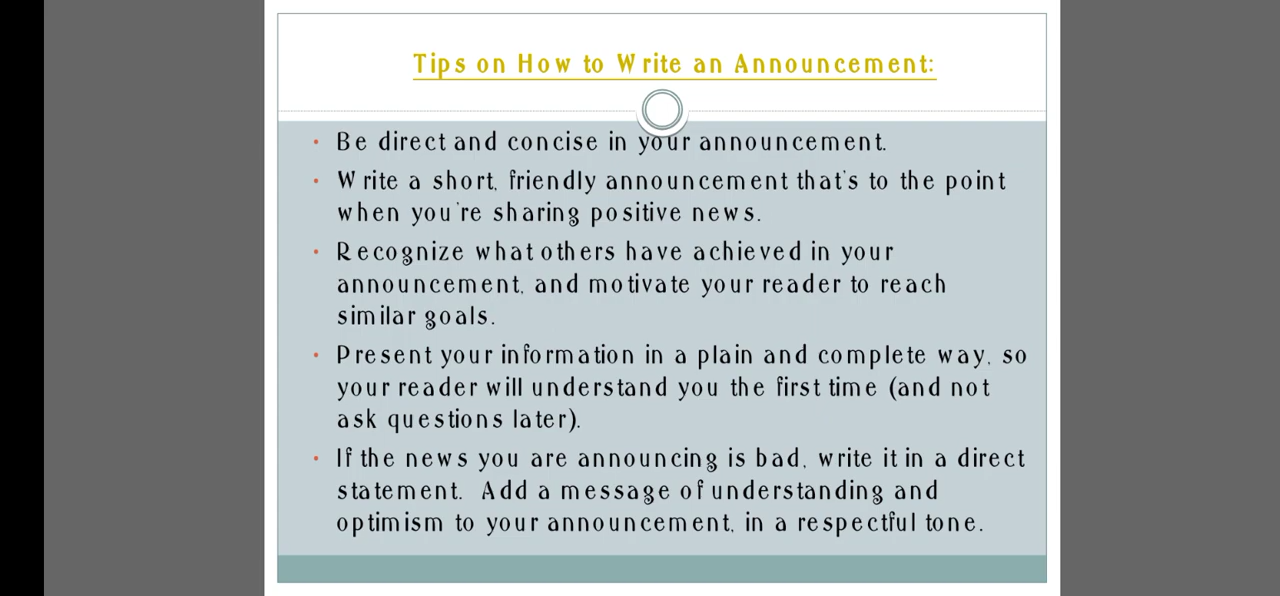 Tips on How to Write an Announcement:
• Be direct and concise in your announcement.
• Write a short, friendly announcement that's to the point
when you're sharing positive news.
• Recognize what others have achieved in your
announcement, and motivate your reader to reach
similar goals.
• Present your information in a plain and complete way, so
your reader will understand you the first time (and not
ask questions later).
• If the news you are announcing is bad, write it in a direct
statement. Add a message of understanding and
optimism to your announcement, in a respectful tone.